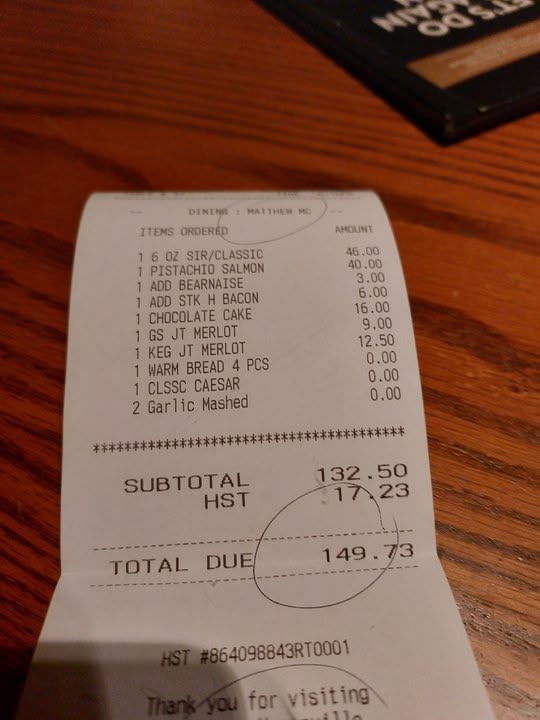 LET'S DO
AGAIN
-- DINING : MATTHEW MC --
ITEMS ORDERED AMOUNT
1 6 OZ SIR/CLASSIC 46.00
1 PISTACHIO SALMON 40.00
1 ADD BEARNAISE 3.00
1 ADD STK H BACON 6.00
1 CHOCOLATE CAKE 16.00
1 GS JT MERLOT 9.00
1 KEG JT MERLOT 12.50
1 WARM BREAD 4 PCS 0.00
1 CLSSC CAESAR 0.00
2 Garlic Mashed 0.00
****************************************
SUBTOTAL 132.50
HST 17.23
TOTAL DUE 149.73
HST #864098843RT0001
Thank you for visiting